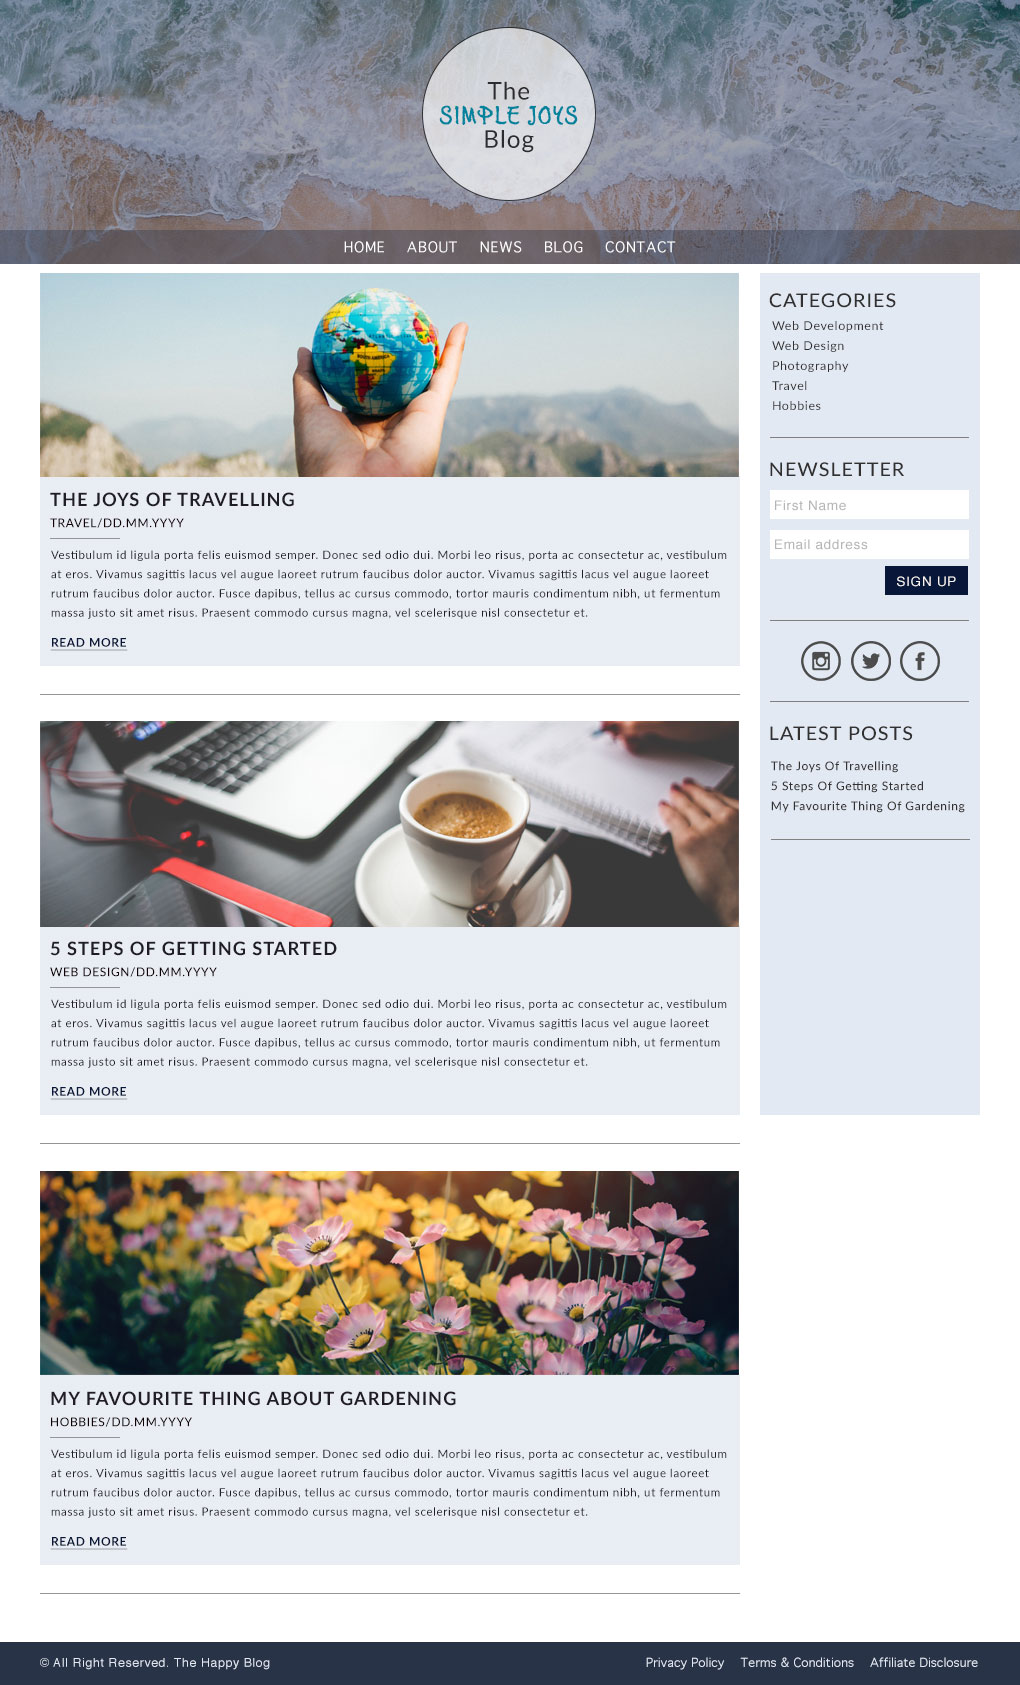 The
SIMPLE JOYS
Blog
HOME ABOUT NEWS BLOG CONTACT
SOUTH AMERICA
THE JOYS OF TRAVELLING
TRAVEL/DD.MM.YYYY
Vestibulum id ligula porta felis euismod semper. Donec sed odio dui. Morbi leo risus, porta ac consectetur ac, vestibulum
at eros. Vivamus sagittis lacus vel augue laoreet rutrum faucibus dolor auctor. Vivamus sagittis lacus vel augue laoreet
rutrum faucibus dolor auctor. Fusce dapibus, tellus ac cursus commodo, tortor mauris condimentum nibh, ut fermentum
massa justo sit amet risus. Praesent commodo cursus magna, vel scelerisque nisl consectetur et.
READ MORE
5 STEPS OF GETTING STARTED
WEB DESIGN/DD.MM.YYYY
Vestibulum id ligula porta felis euismod semper. Donec sed odio dui. Morbi leo risus, porta ac consectetur ac, vestibulum
at eros. Vivamus sagittis lacus vel augue laoreet rutrum faucibus dolor auctor. Vivamus sagittis lacus vel augue laoreet
rutrum faucibus dolor auctor. Fusce dapibus, tellus ac cursus commodo, tortor mauris condimentum nibh, ut fermentum
massa justo sit amet risus. Praesent commodo cursus magna, vel scelerisque nisl consectetur et.
READ MORE
MY FAVOURITE THING ABOUT GARDENING
HOBBIES/DD.MM.YYYY
Vestibulum id ligula porta felis euismod semper. Donec sed odio dui. Morbi leo risus, porta ac consectetur ac, vestibulum
at eros. Vivamus sagittis lacus vel augue laoreet rutrum faucibus dolor auctor. Vivamus sagittis lacus vel augue laoreet
rutrum faucibus dolor auctor. Fusce dapibus, tellus ac cursus commodo, tortor mauris condimentum nibh, ut fermentum
massa justo sit amet risus. Praesent commodo cursus magna, vel scelerisque nisl consectetur et.
READ MORE
CATEGORIES
Web Development
Web Design
Photography
Travel
Hobbies
NEWSLETTER
First Name
Email address
SIGN UP
LATEST POSTS
The Joys Of Travelling
5 Steps Of Getting Started
My Favourite Thing Of Gardening
© All Right Reserved. The Happy Blog
Privacy Policy Terms & Conditions Affiliate Disclosure